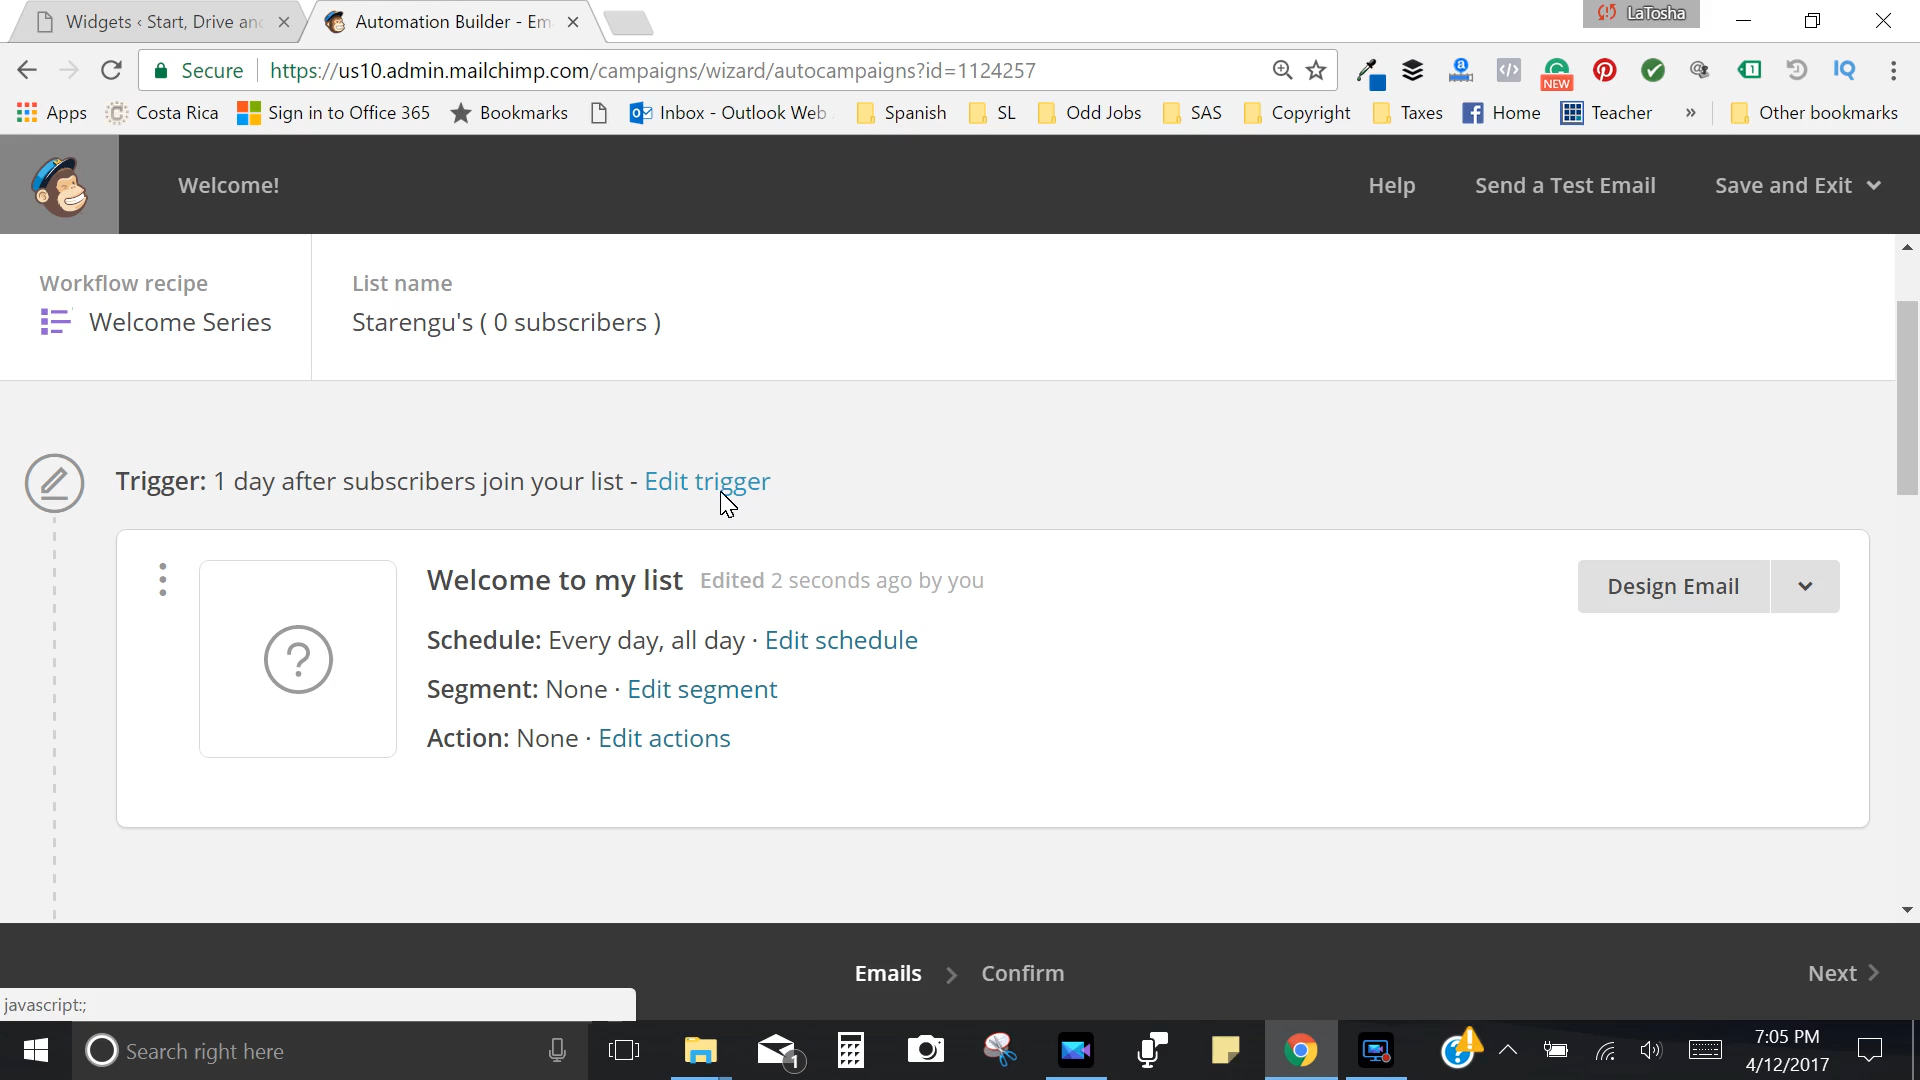 Widgets ‹ Start, Drive an
Automation Builder - Em
LaTosha
Secure
https://us10.admin.mailchimp.com/campaigns/wizard/autocampaigns?id=1124257
NEW
1
IQ
Apps
Costa Rica
Sign in to Office 365
Bookmarks
Inbox - Outlook Web
Spanish
SL
Odd Jobs
SAS
Copyright
Taxes
Home
Teacher
»
Other bookmarks
Welcome!
Help
Send a Test Email
Save and Exit
Workflow recipe
List name
Welcome Series
Starengu's ( 0 subscribers )
Trigger: 1 day after subscribers join your list - Edit trigger
Welcome to my list Edited 2 seconds ago by you
Design Email
?
Schedule: Every day, all day · Edit schedule
Segment: None · Edit segment
Action: None · Edit actions
Emails
Confirm
Next
javascript:;
Search right here
1
7:05 PM
4/12/2017